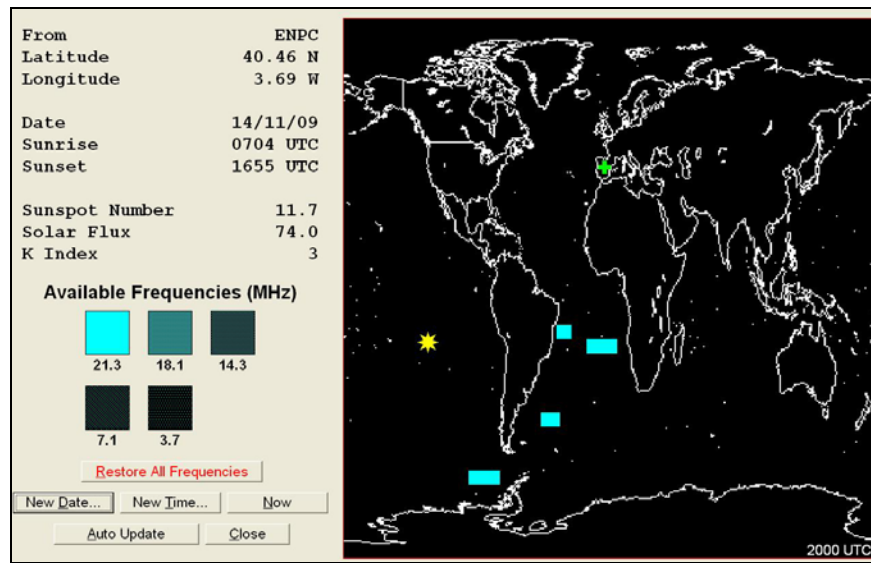 From ENPC
Latitude 40.46 N
Longitude 3.69 W
Date 14/11/09
Sunrise 0704 UTC
Sunset 1655 UTC
Sunspot Number 11.7
Solar Flux 74.0
K Index 3
Available Frequencies (MHz)
21.3 18.1 14.3
7.1 3.7
Restore All Frequencies
New Date... New Time... Now
Auto Update Close
2000 UTC